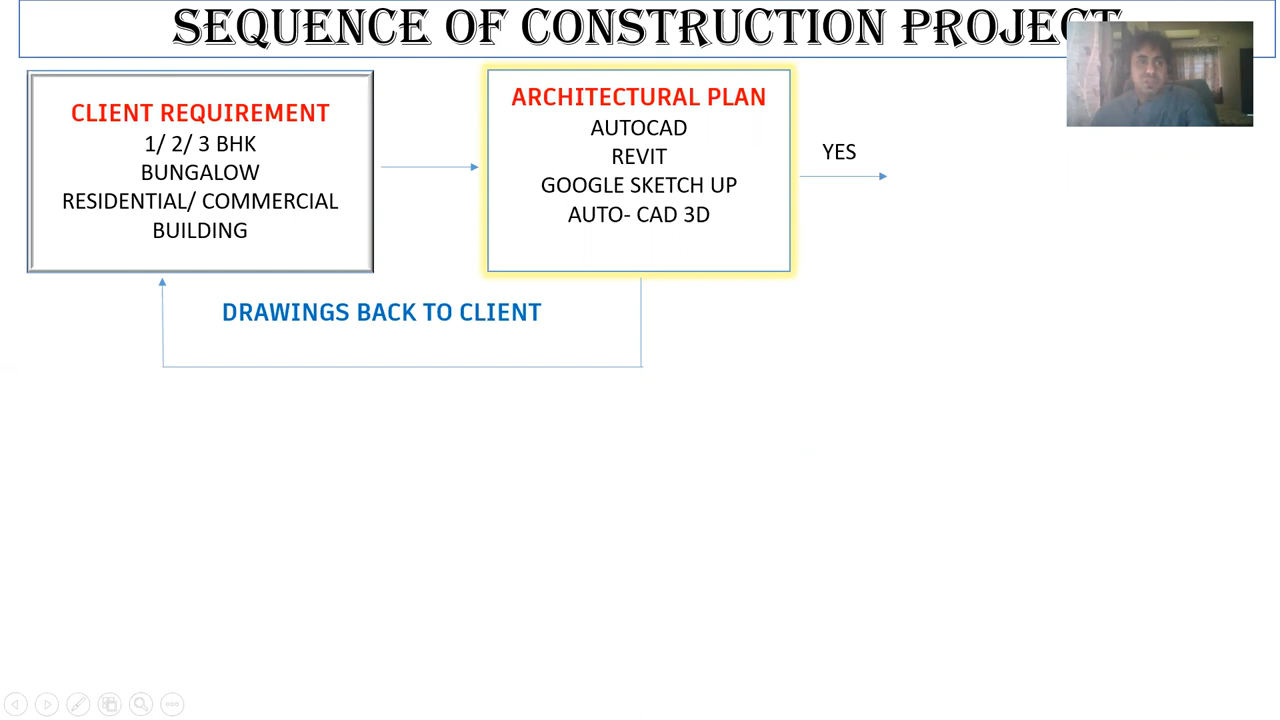 SEQUENCE OF CONSTRUCTION PROJECT
CLIENT REQUIREMENT
1/ 2/ 3 BHK
BUNGALOW
RESIDENTIAL/ COMMERCIAL
BUILDING
ARCHITECTURAL PLAN
AUTOCAD
REVIT
GOOGLE SKETCH UP
AUTO- CAD 3D
YES
DRAWINGS BACK TO CLIENT